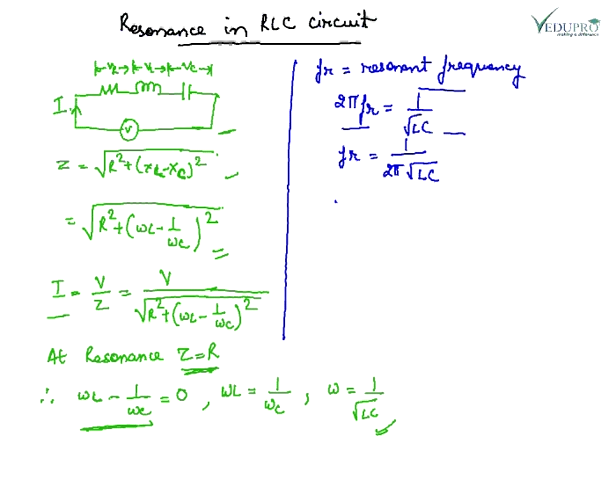 Resonance in RLC circuit
VEDUPRO
making a difference
VR VL VC
I
V
Z = √R² + (XL - XC)²
= √R² + (ωL - 1/ωC)²
I = V/Z = V/√R² + (ωL - 1/ωC)²
At Resonance Z = R
∴ ωL - 1/ωC = 0, ωL = 1/ωC, ω = 1/√LC
fr = resonant frequency
2πfr = 1/√LC
fr = 1/2π√LC